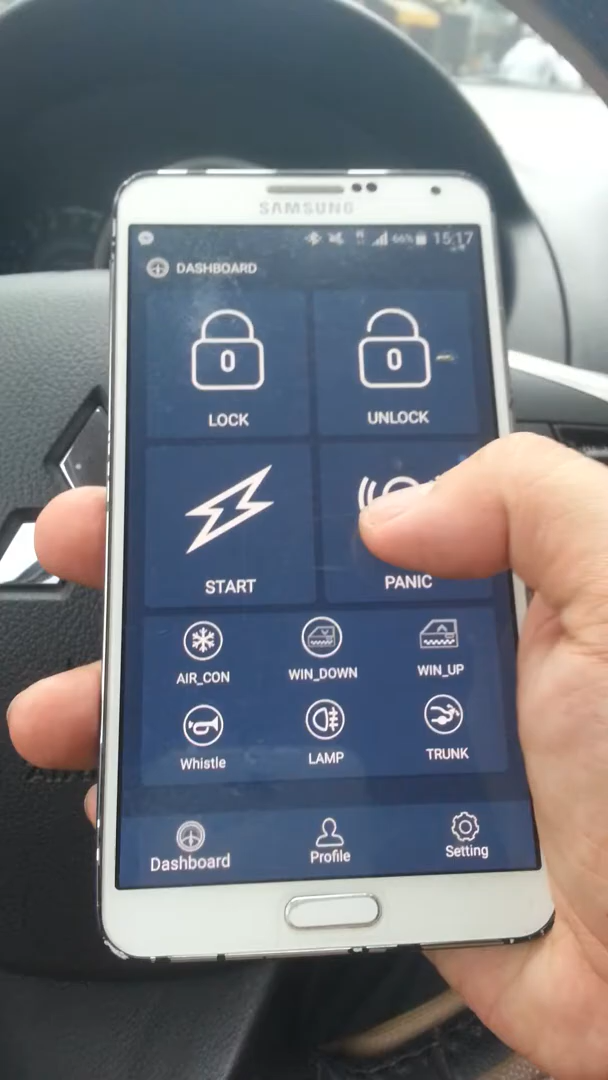 SAMSUNG
66% 15:17
DASHBOARD
0 0
LOCK UNLOCK
START PANIC
AIR_CON WIN_DOWN WIN_UP
Whistle LAMP TRUNK
Dashboard Profile Setting